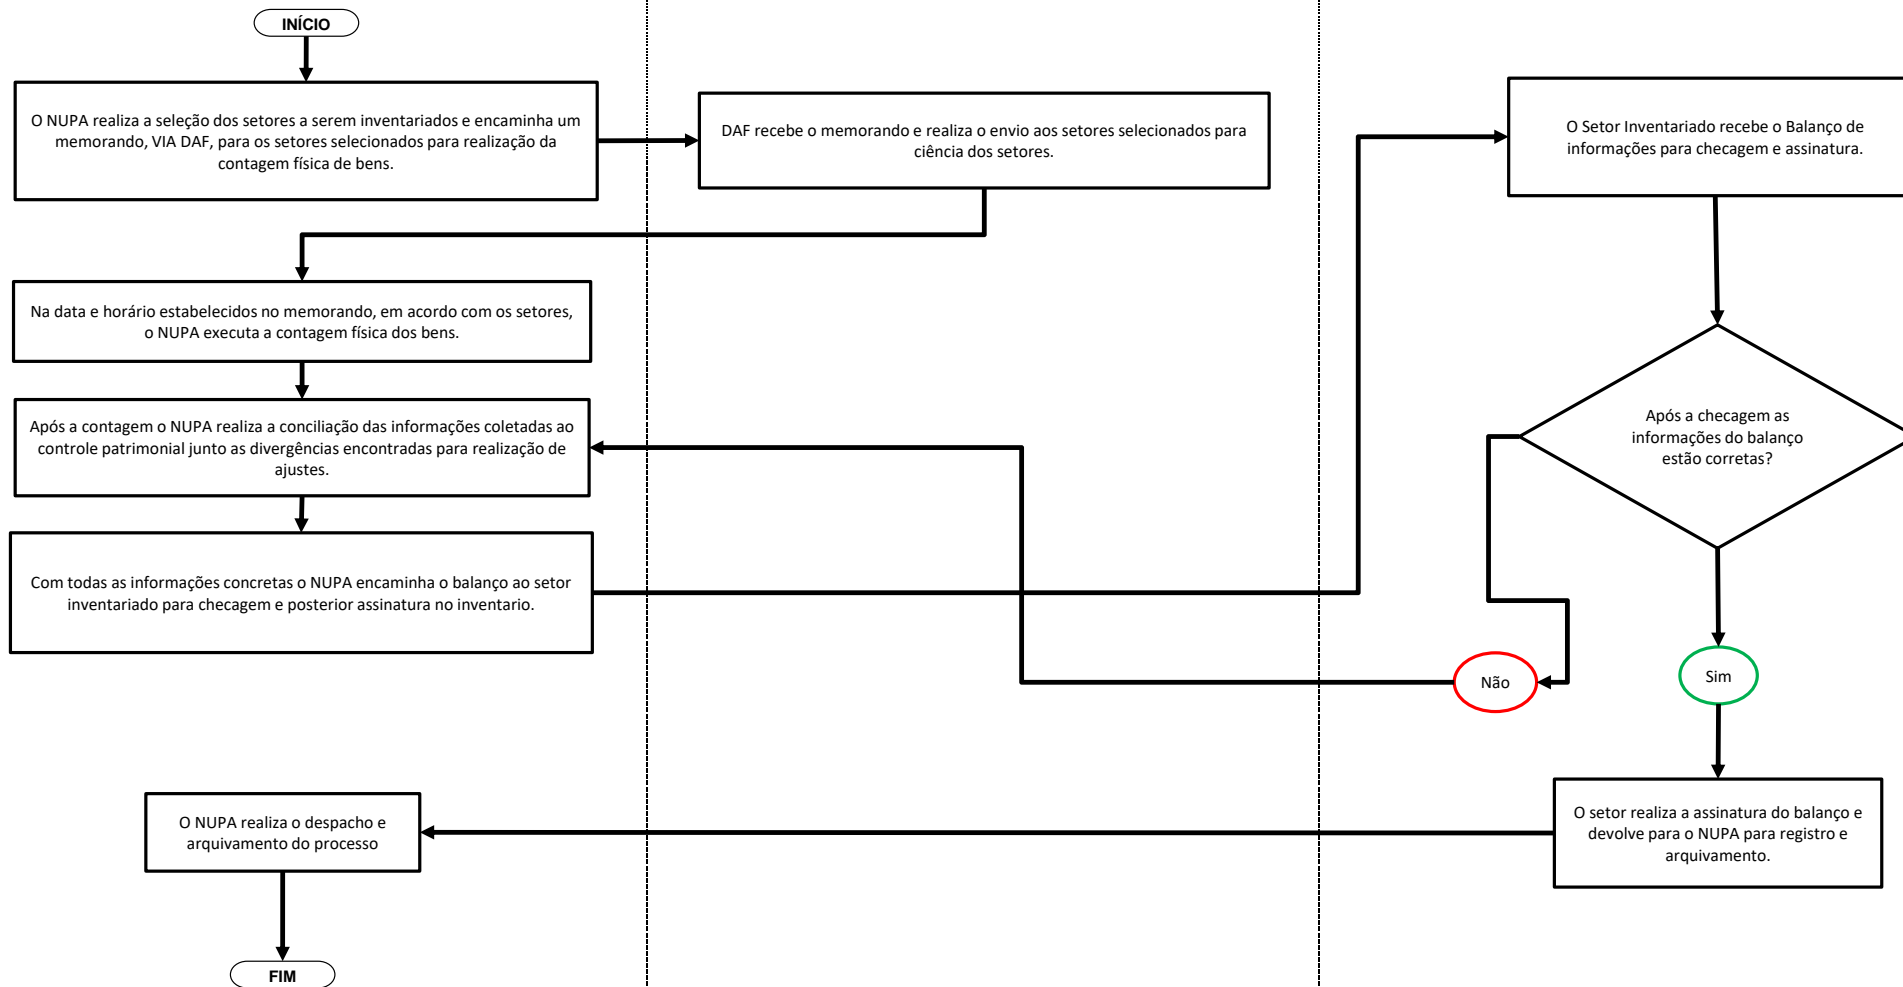 INÍCIO
O NUPA realiza a seleção dos setores a serem inventariados e encaminha um
memorando, VIA DAF, para os setores selecionados para realização da
contagem física de bens.
DAF recebe o memorando e realiza o envio aos setores selecionados para
ciência dos setores.
Na data e horário estabelecidos no memorando, em acordo com os setores,
o NUPA executa a contagem física dos bens.
Após a contagem o NUPA realiza a conciliação das informações coletadas ao
controle patrimonial junto as divergências encontradas para realização de
ajustes.
Com todas as informações concretas o NUPA encaminha o balanço ao setor
inventariado para checagem e posterior assinatura no inventario.
O Setor Inventariado recebe o Balanço de
informações para checagem e assinatura.
Após a checagem as
informações do balanço
estão corretas?
Não
Sim
O setor realiza a assinatura do balanço e
devolve para o NUPA para registro e
arquivamento.
O NUPA realiza o despacho e
arquivamento do processo
FIM